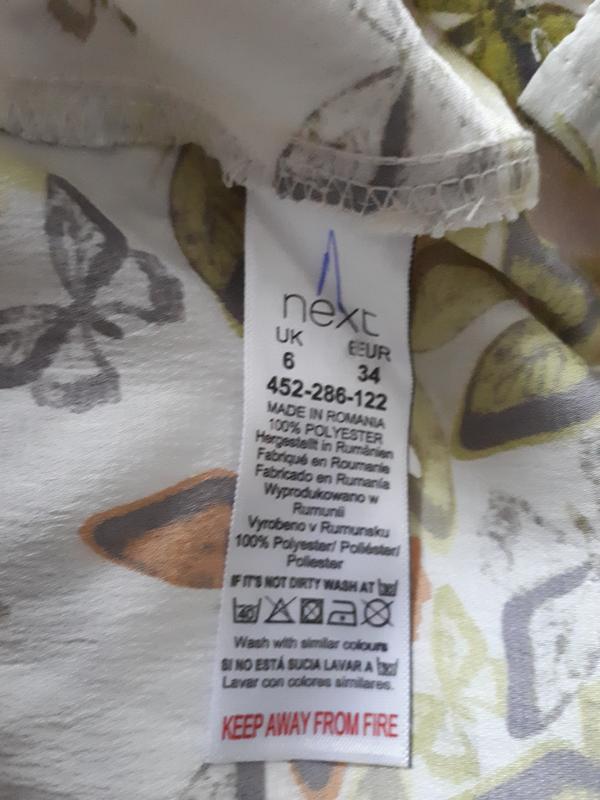 next
UK EUR
6 34
452-286-122
MADE IN ROMANIA
100% POLYESTER
Hergestellt in Rumänien
Fabriqué en Roumanie
Fabricado en Rumanía
Wyprodukowano w
Rumunii
Vyrobeno v Rumunsku
100% Polyester/ Poliéster/
Poliester
IF IT'S NOT DIRTY WASH AT
40
Wash with similar colours
SI NO ESTÁ SUCIA LAVAR A
Lavar con colores similares.
KEEP AWAY FROM FIRE